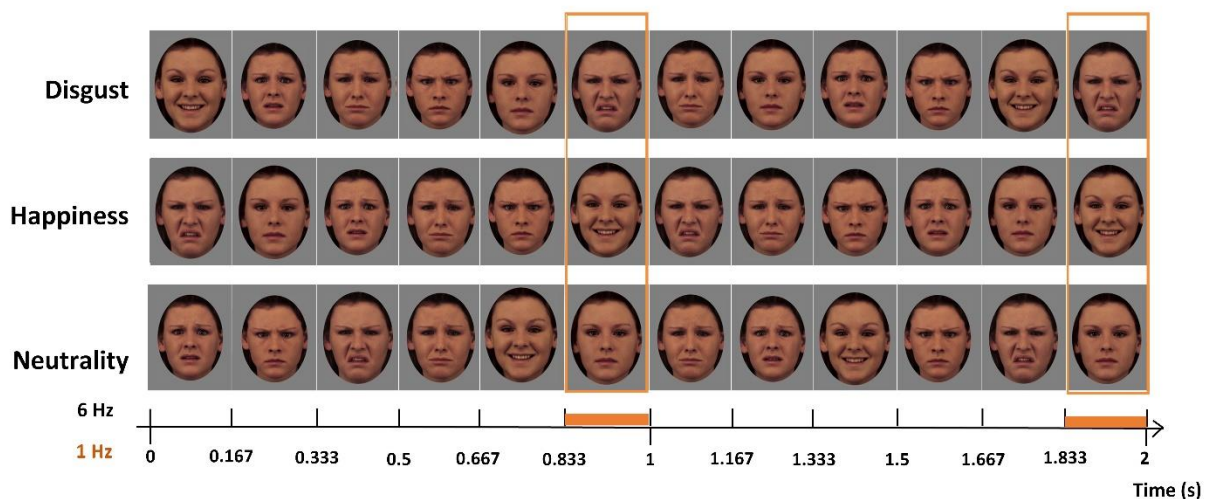 Disgust
Happiness
Neutrality
6 Hz
1 Hz
0 0.167 0.333 0.5 0.667 0.833 1 1.167 1.333 1.5 1.667 1.833 2
Time (s)